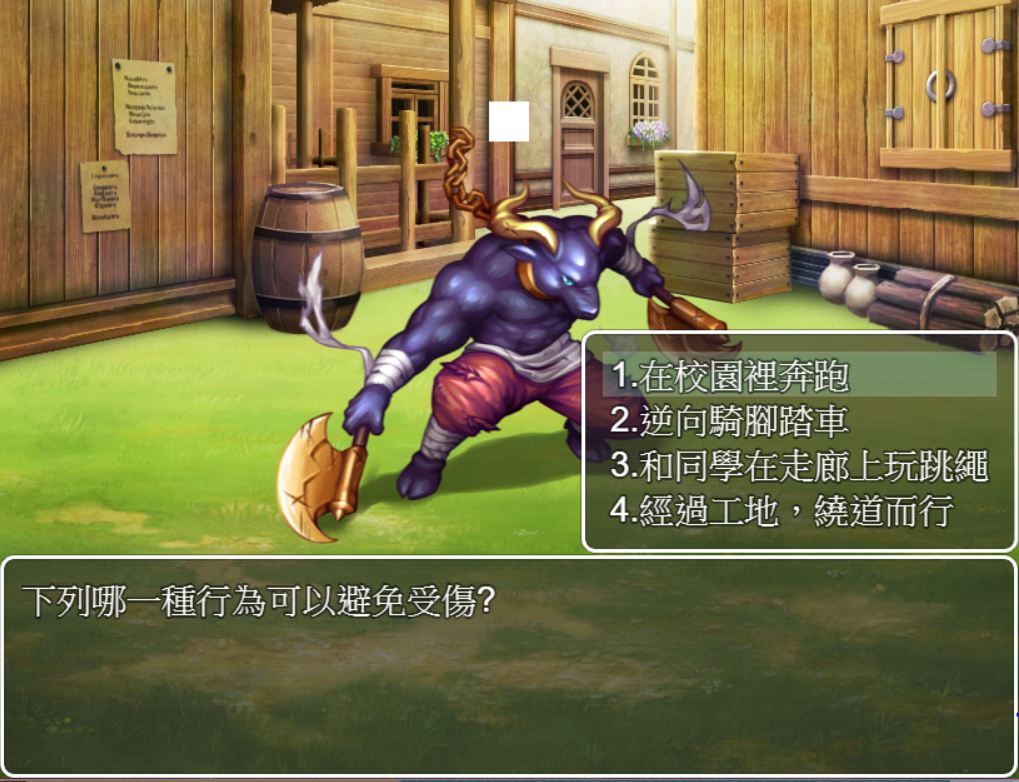 1.在校園裡奔跑
2.逆向騎腳踏車
3.和同學在走廊上玩跳繩
4.經過工地，繞道而行
下列哪一種行為可以避免受傷?